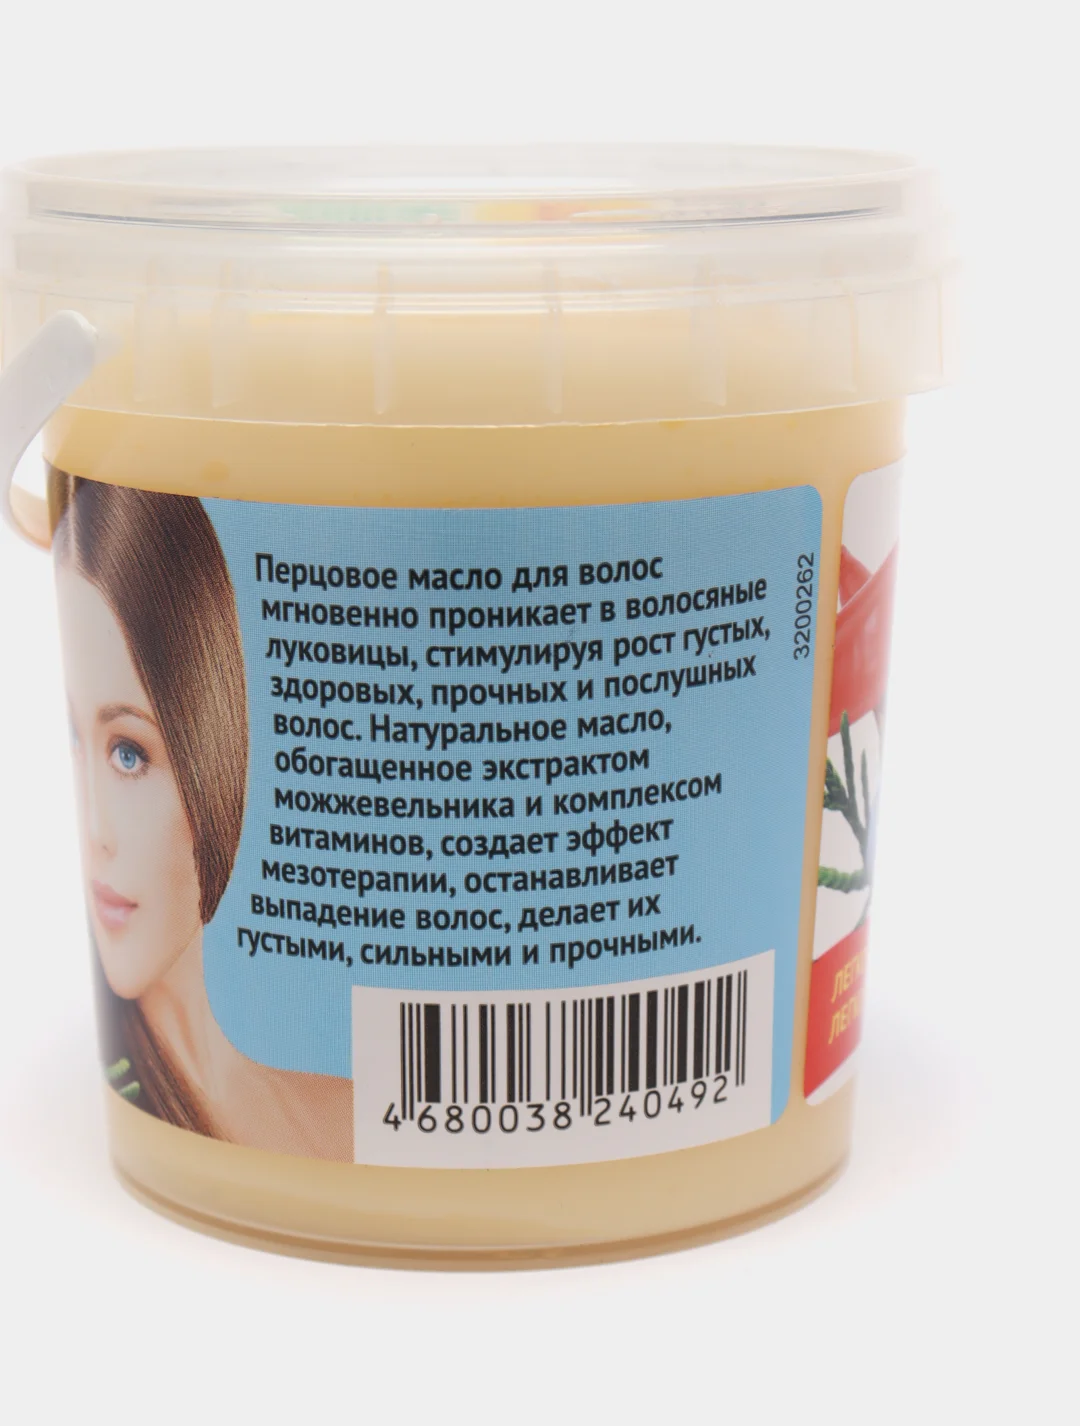 Перцовое масло для волос
мгновенно проникает в волосяные
луковицы, стимулируя рост густых,
здоровых, прочных и послушных
волос. Натуральное масло,
обогащенное экстрактом
можжевельника и комплексом
витаминов, создает эффект
мезотерапии, останавливает
выпадение волос, делает их
густыми, сильными и прочными.
3200262
4 680038 240492